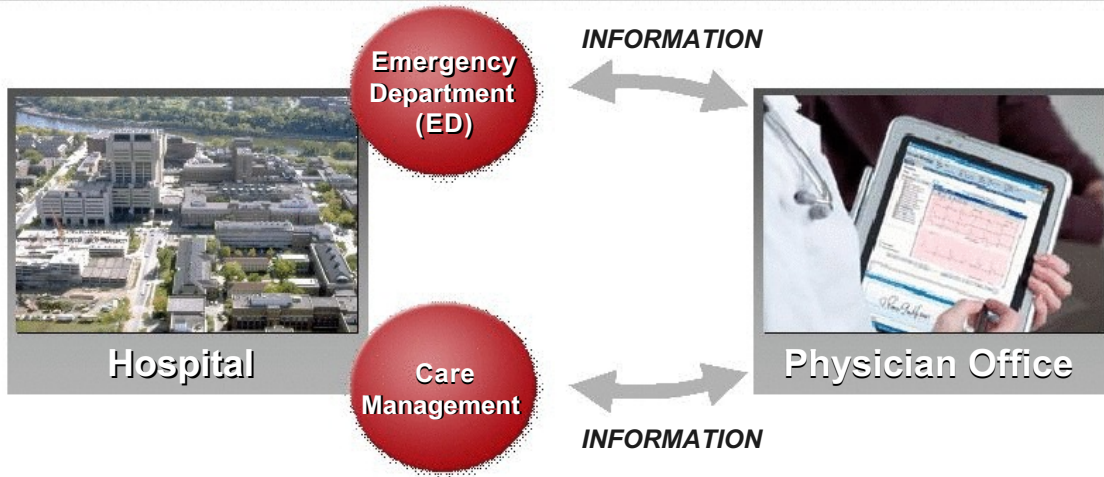 INFORMATION
Emergency
Department
(ED)
Hospital
Physician Office
Care
Management
INFORMATION